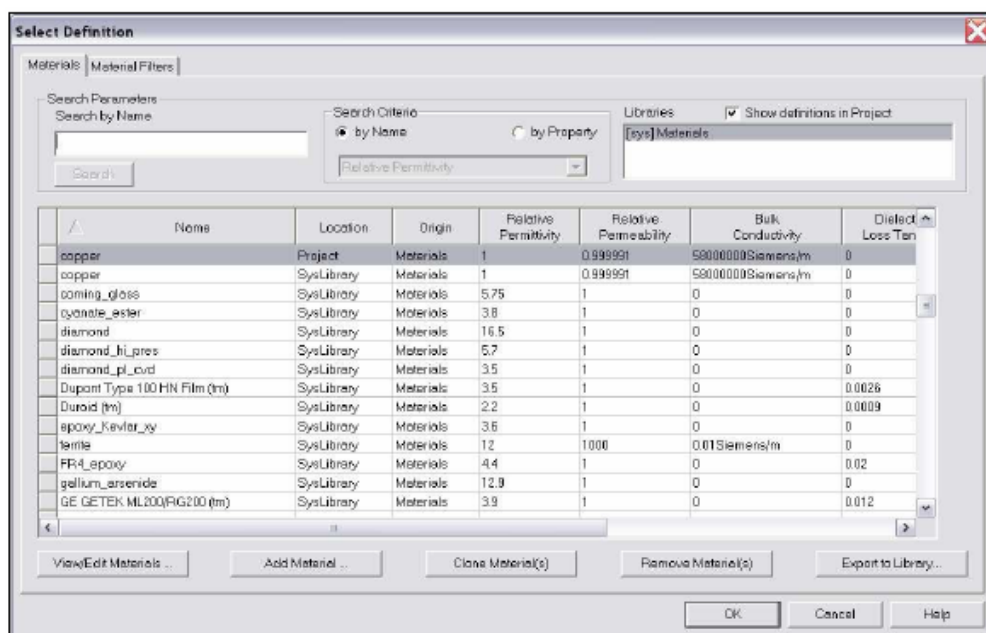 Select Definition
Materials Material Filters
Search Parameters
Search by Name
Search
Search Criteria
by Name by Property
Relative Permittivity
Libraries Show definitions in Project
[sys] Materials
Name Location Origin Relative Permittivity Relative Permeability Bulk Conductivity Dielect Loss Tan
copper Project Materials 1 0.999991 58000000Siemens/m 0
copper SysLibrary Materials 1 0.999991 58000000Siemens/m 0
corning_glass SysLibrary Materials 5.75 1 0 0
cyanate_ester SysLibrary Materials 3.8 1 0 0
diamond SysLibrary Materials 16.5 1 0 0
diamond_hi_pres SysLibrary Materials 5.7 1 0 0
diamond_pl_cvd SysLibrary Materials 3.5 1 0 0
Dupont Type 100 HN Film (tm) SysLibrary Materials 3.5 1 0 0.0026
Duroid (tm) SysLibrary Materials 2.2 1 0 0.0009
epoxy_Kevlar_xy SysLibrary Materials 3.6 1 0 0
ferrite SysLibrary Materials 12 1000 0.01Siemens/m 0
FR4_epoxy SysLibrary Materials 4.4 1 0 0.02
gallium_arsenide SysLibrary Materials 12.9 1 0 0
GE GETEK ML200/RG200 (tm) SysLibrary Materials 3.9 1 0 0.012
View/Edit Materials ... Add Material ... Clone Material(s) Remove Material(s) Export to Library...
OK Cancel Help